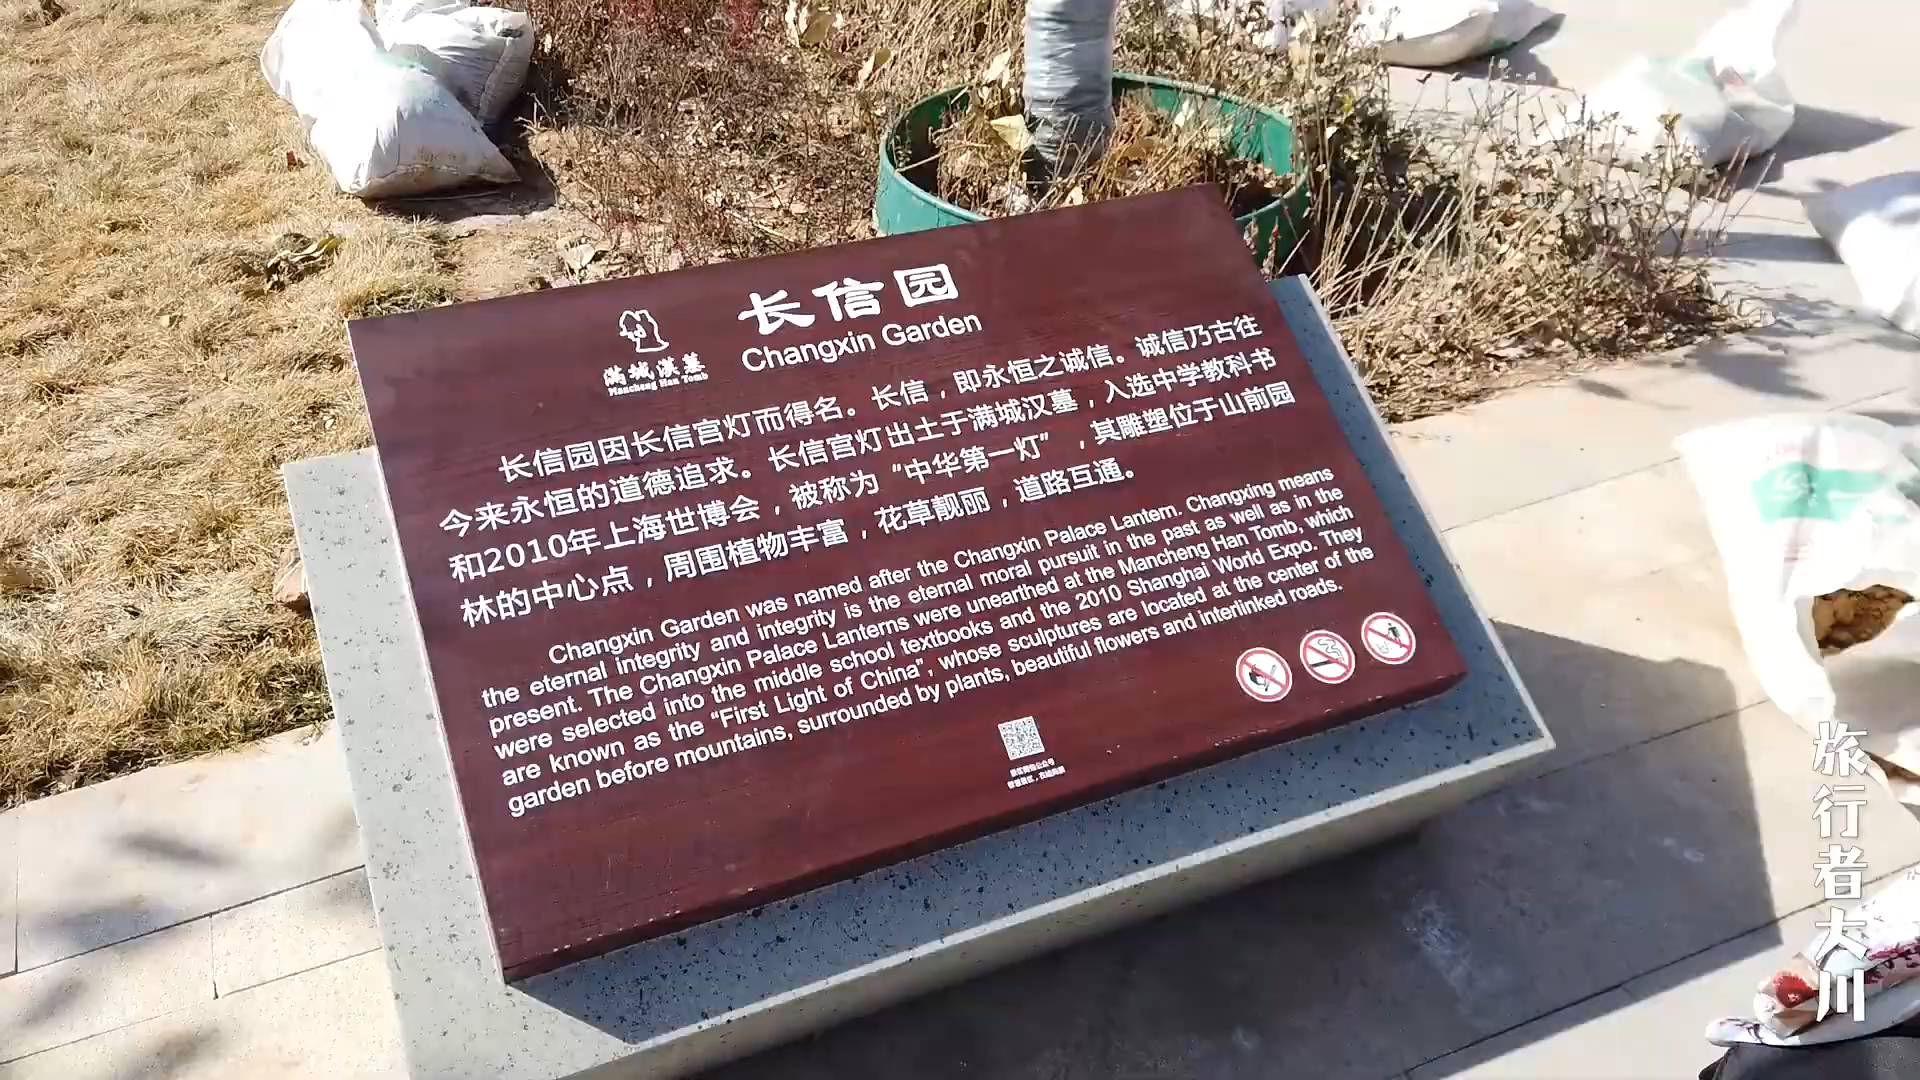 长信园
Changxin Garden
满城汉墓
Mancheng Han Tomb
长信园因长信宫灯而得名。长信，即永恒之诚信。诚信乃古往
今来永恒的道德追求。长信宫灯出土于满城汉墓，入选中学教科书
和2010年上海世博会，被称为“中华第一灯”，其雕塑位于山前园
林的中心点，周围植物丰富，花草靓丽，道路互通。
Changxin Garden was named after the Changxin Palace Lantern. Changxing means
the eternal integrity and integrity is the eternal moral pursuit in the past as well as in the
present. The Changxin Palace Lanterns were unearthed at the Mancheng Han Tomb, which
were selected into the middle school textbooks and the 2010 Shanghai World Expo. They
are known as the “First Light of China”, whose sculptures are located at the center of the
garden before mountains, surrounded by plants, beautiful flowers and interlinked roads.
旅行者大川